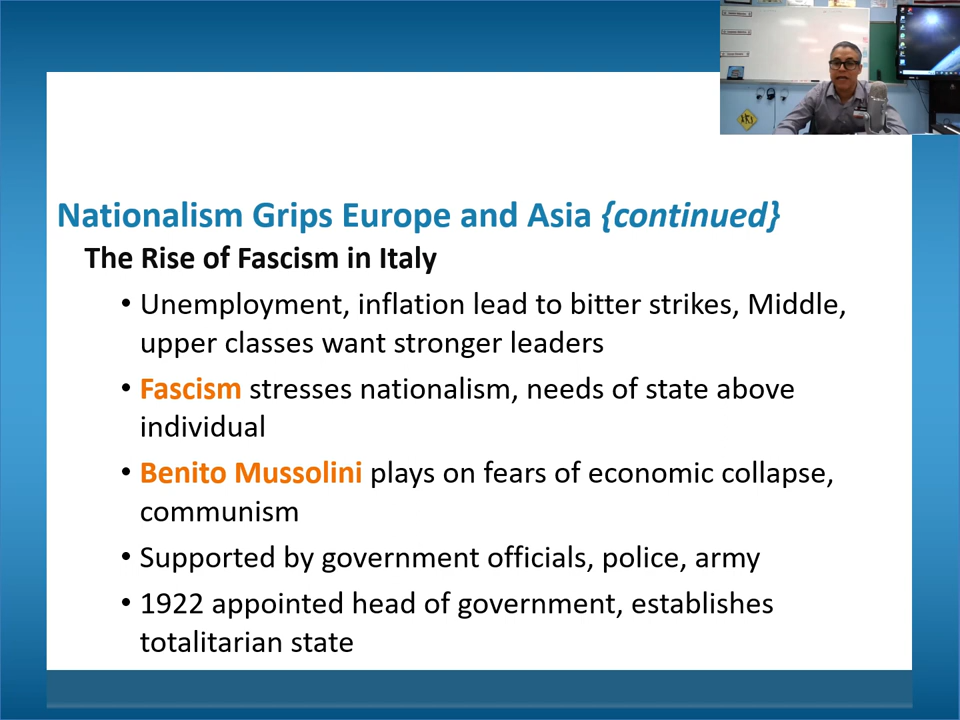 Nationalism Grips Europe and Asia {continued}
The Rise of Fascism in Italy
• Unemployment, inflation lead to bitter strikes, Middle,
upper classes want stronger leaders
• Fascism stresses nationalism, needs of state above
individual
• Benito Mussolini plays on fears of economic collapse,
communism
• Supported by government officials, police, army
• 1922 appointed head of government, establishes
totalitarian state